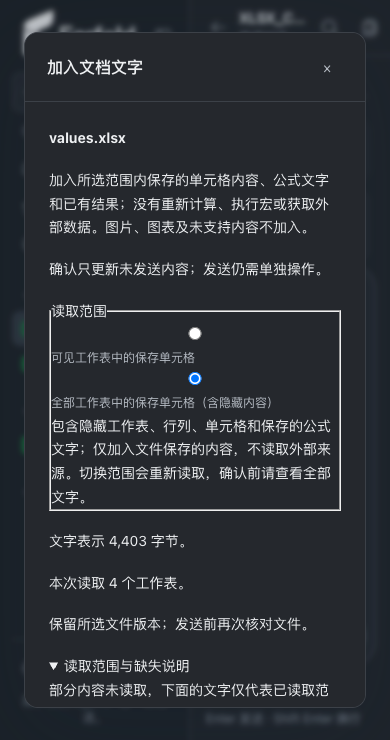 XLSX_C...
加入文档文字
×
values.xlsx
加入所选范围内保存的单元格内容、公式文字
和已有结果；没有重新计算、执行宏或获取外
部数据。图片、图表及未支持内容不加入。
确认只更新未发送内容；发送仍需单独操作。
读取范围
可见工作表中的保存单元格
全部工作表中的保存单元格（含隐藏内容）
包含隐藏工作表、行列、单元格和保存的公式
文字；仅加入文件保存的内容，不读取外部来
源。切换范围会重新读取，确认前请查看全部
文字。
文字表示 4,403 字节。
本次读取 4 个工作表。
保留所选文件版本；发送前再次核对文件。
▼ 读取范围与缺失说明
部分内容未读取，下面的文字仅代表已读取范